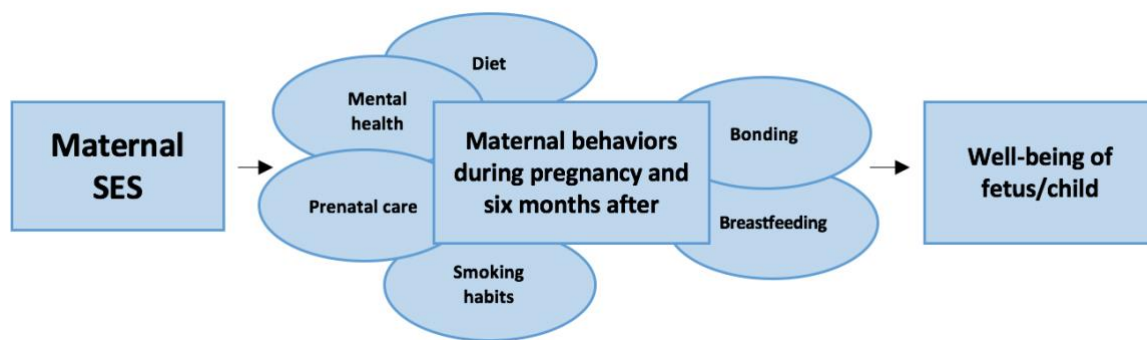 Maternal
SES
Diet
Mental
health
Prenatal care
Smoking
habits
Maternal behaviors
during pregnancy and
six months after
Bonding
Breastfeeding
Well-being of
fetus/child